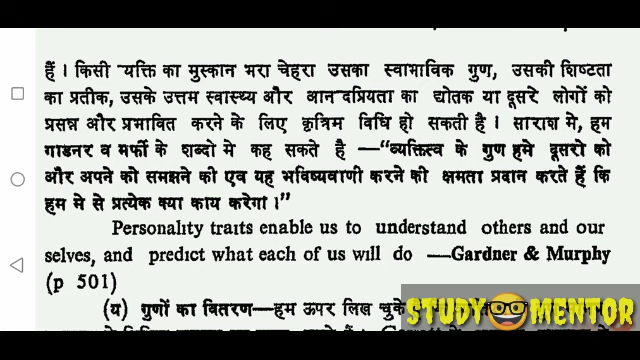 हैं । किसी व्यक्ति का मुस्कान भरा चेहरा उसका स्वाभाविक गुण, उसकी शिष्टता
का प्रतीक, उसके उत्तम स्वास्थ्य और आन दप्रियता का द्योतक या दूसरे लोगों को
प्रसन्न और प्रभावित करने के लिए कृत्रिम विधि हो सकती है । साराश मे, हम
गाडनर व मर्फी के शब्दो मे कह सकते है —“व्यक्तित्व के गुण हमे दूसरो को
और अपने को समझने की एव यह भविष्यवाणी करने की क्षमता प्रदान करते हैं कि
हम मे से प्रत्येक क्या काय करेगा ।”
Personality traits enable us to understand others and our
selves, and predict what each of us will do —Gardner & Murphy
(p 501)
(य) गुणों का वितरण—हम ऊपर लिख चुके
STUDY MENTOR